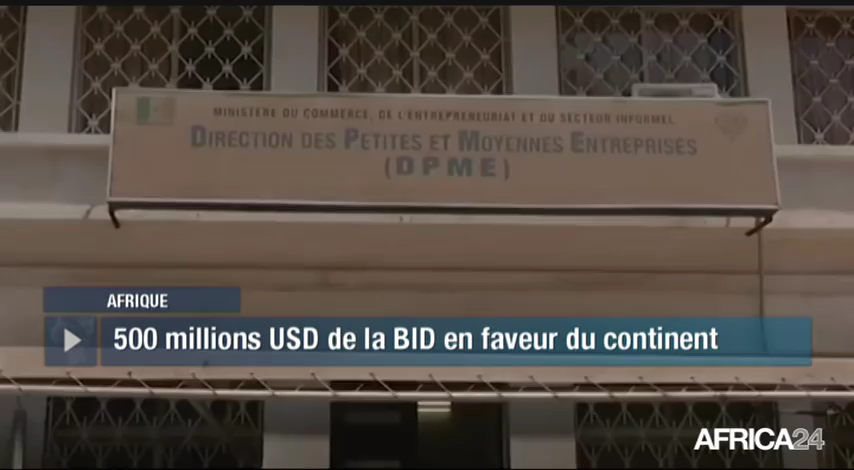 MINISTERE DU COMMERCE, DE L'ENTREPRENEURIAT ET DU SECTEUR INFORMEL
DIRECTION DES PETITES ET MOYENNES ENTREPRISES
(DPME)
AFRIQUE
500 millions USD de la BID en faveur du continent
AFRICA24